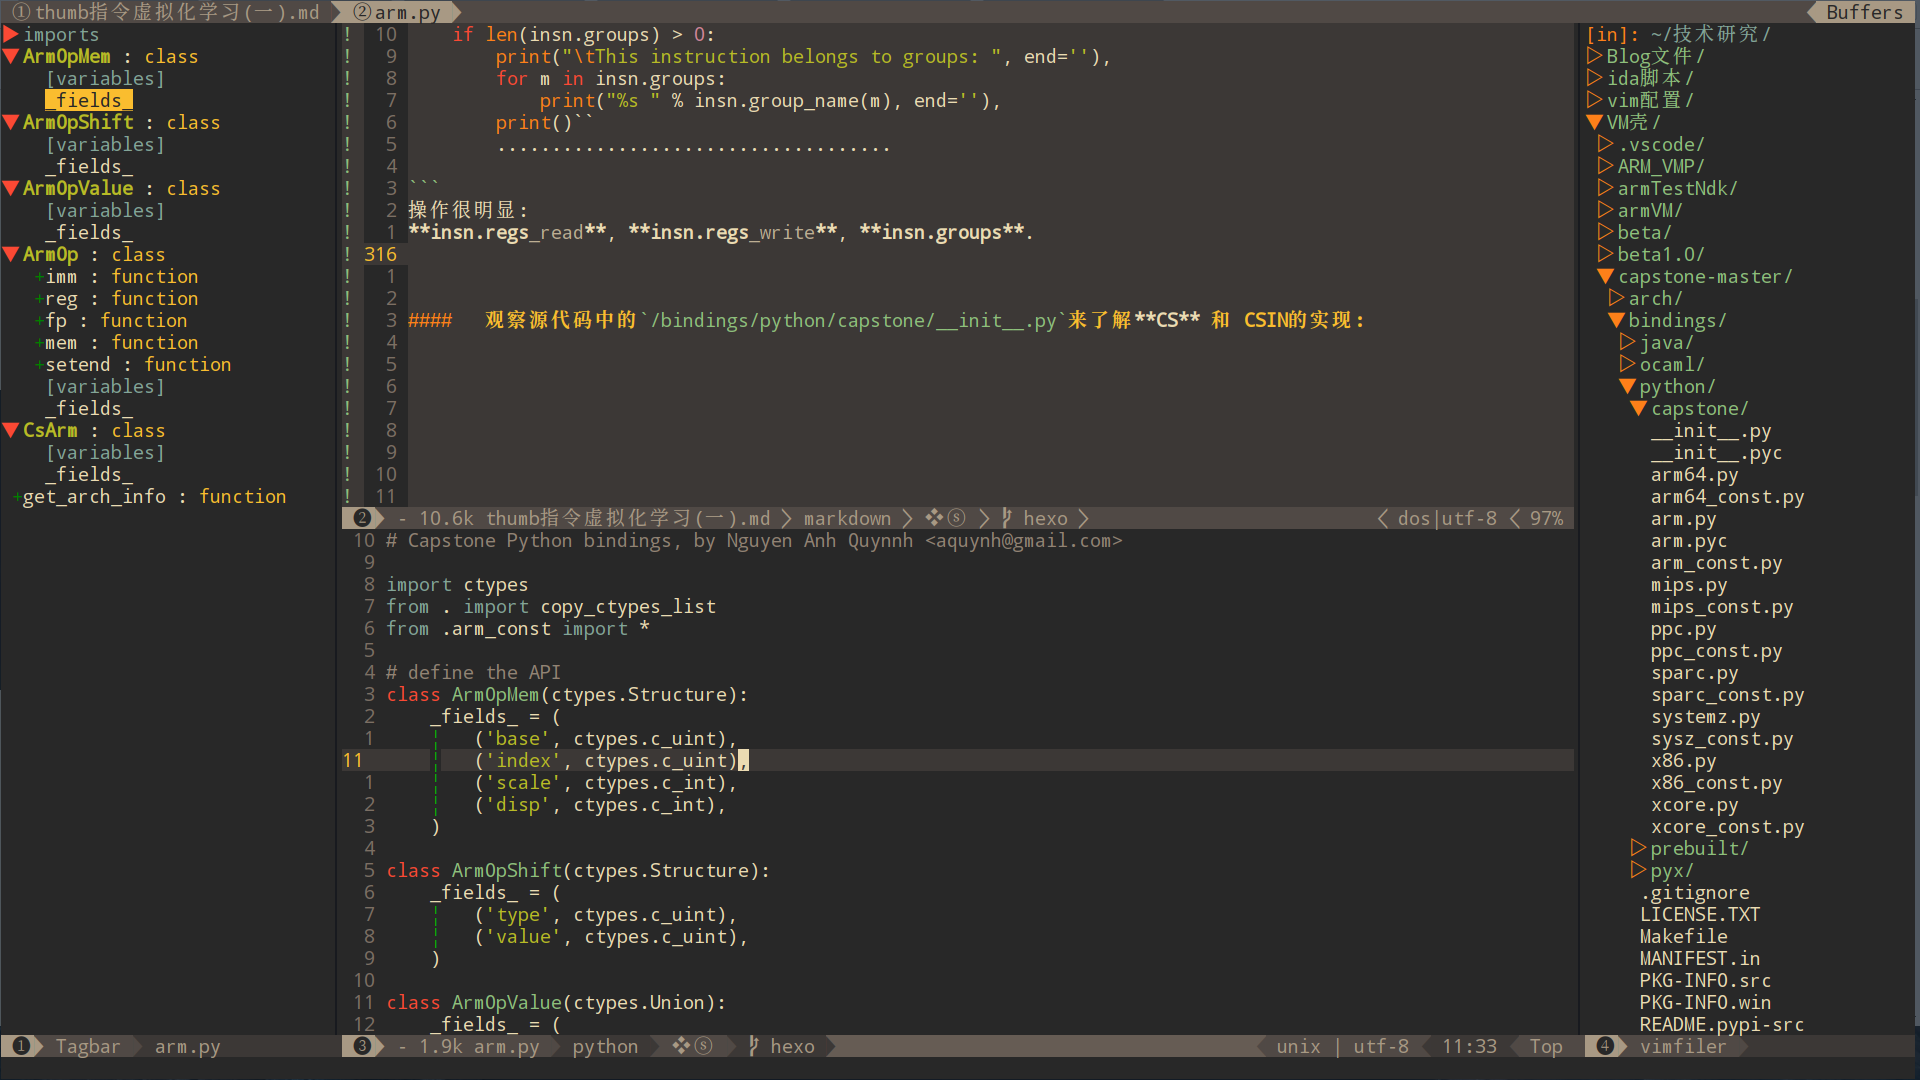 ① thumb指令虚拟化学习(一).md ② arm.py Buffers
▶imports
▼ArmOpMem : class
[variables]
_fields_
▼ArmOpShift : class
[variables]
_fields_
▼ArmOpValue : class
[variables]
_fields_
▼ArmOp : class
+imm : function
+reg : function
+fp : function
+mem : function
+setend : function
[variables]
_fields_
▼CsArm : class
[variables]
_fields_
+get_arch_info : function
❶ Tagbar arm.py
! 10     if len(insn.groups) > 0:
! 9         print("\tThis instruction belongs to groups: ", end=''),
! 8         for m in insn.groups:
! 7             print("%s " % insn.group_name(m), end=''),
! 6         print()``
! 5         ....................................
! 4
! 3 ```
! 2 操作很明显:
! 1 **insn.regs_read**, **insn.regs_write**, **insn.groups**.
! 316
! 1
! 2
! 3 ####   观察源代码中的`/bindings/python/capstone/__init__.py`来了解**CS** 和 CSIN的实现:
! 4
! 5
! 6
! 7
! 8
! 9
! 10
! 11
❷ - 10.6k thumb指令虚拟化学习(一).md markdown ❖ⓢ hexo dos|utf-8 97%
10 # Capstone Python bindings, by Nguyen Anh Quynnh <aquynh@gmail.com>
9
8 import ctypes
7 from . import copy_ctypes_list
6 from .arm_const import *
5
4 # define the API
3 class ArmOpMem(ctypes.Structure):
2     _fields_ = (
1     ¦   ('base', ctypes.c_uint),
11     ¦   ('index', ctypes.c_uint),
1     ¦   ('scale', ctypes.c_int),
2     ¦   ('disp', ctypes.c_int),
3     )
4
5 class ArmOpShift(ctypes.Structure):
6     _fields_ = (
7     ¦   ('type', ctypes.c_uint),
8     ¦   ('value', ctypes.c_uint),
9     )
10
11 class ArmOpValue(ctypes.Union):
12     _fields_ = (
❸ - 1.9k arm.py python ❖ⓢ hexo unix | utf-8 11:33 Top
[in]: ~/技术研究/
▷Blog文件/
▷ida脚本/
▷vim配置/
▼VM壳/
▷.vscode/
▷ARM_VMP/
▷armTestNdk/
▷armVM/
▷beta/
▷beta1.0/
▼capstone-master/
▷arch/
▼bindings/
▷java/
▷ocaml/
▼python/
▼capstone/
__init__.py
__init__.pyc
arm64.py
arm64_const.py
arm.py
arm.pyc
arm_const.py
mips.py
mips_const.py
ppc.py
ppc_const.py
sparc.py
sparc_const.py
systemz.py
sysz_const.py
x86.py
x86_const.py
xcore.py
xcore_const.py
▷prebuilt/
▷pyx/
.gitignore
LICENSE.TXT
Makefile
MANIFEST.in
PKG-INFO.src
PKG-INFO.win
README.pypi-src
❹ vimfiler